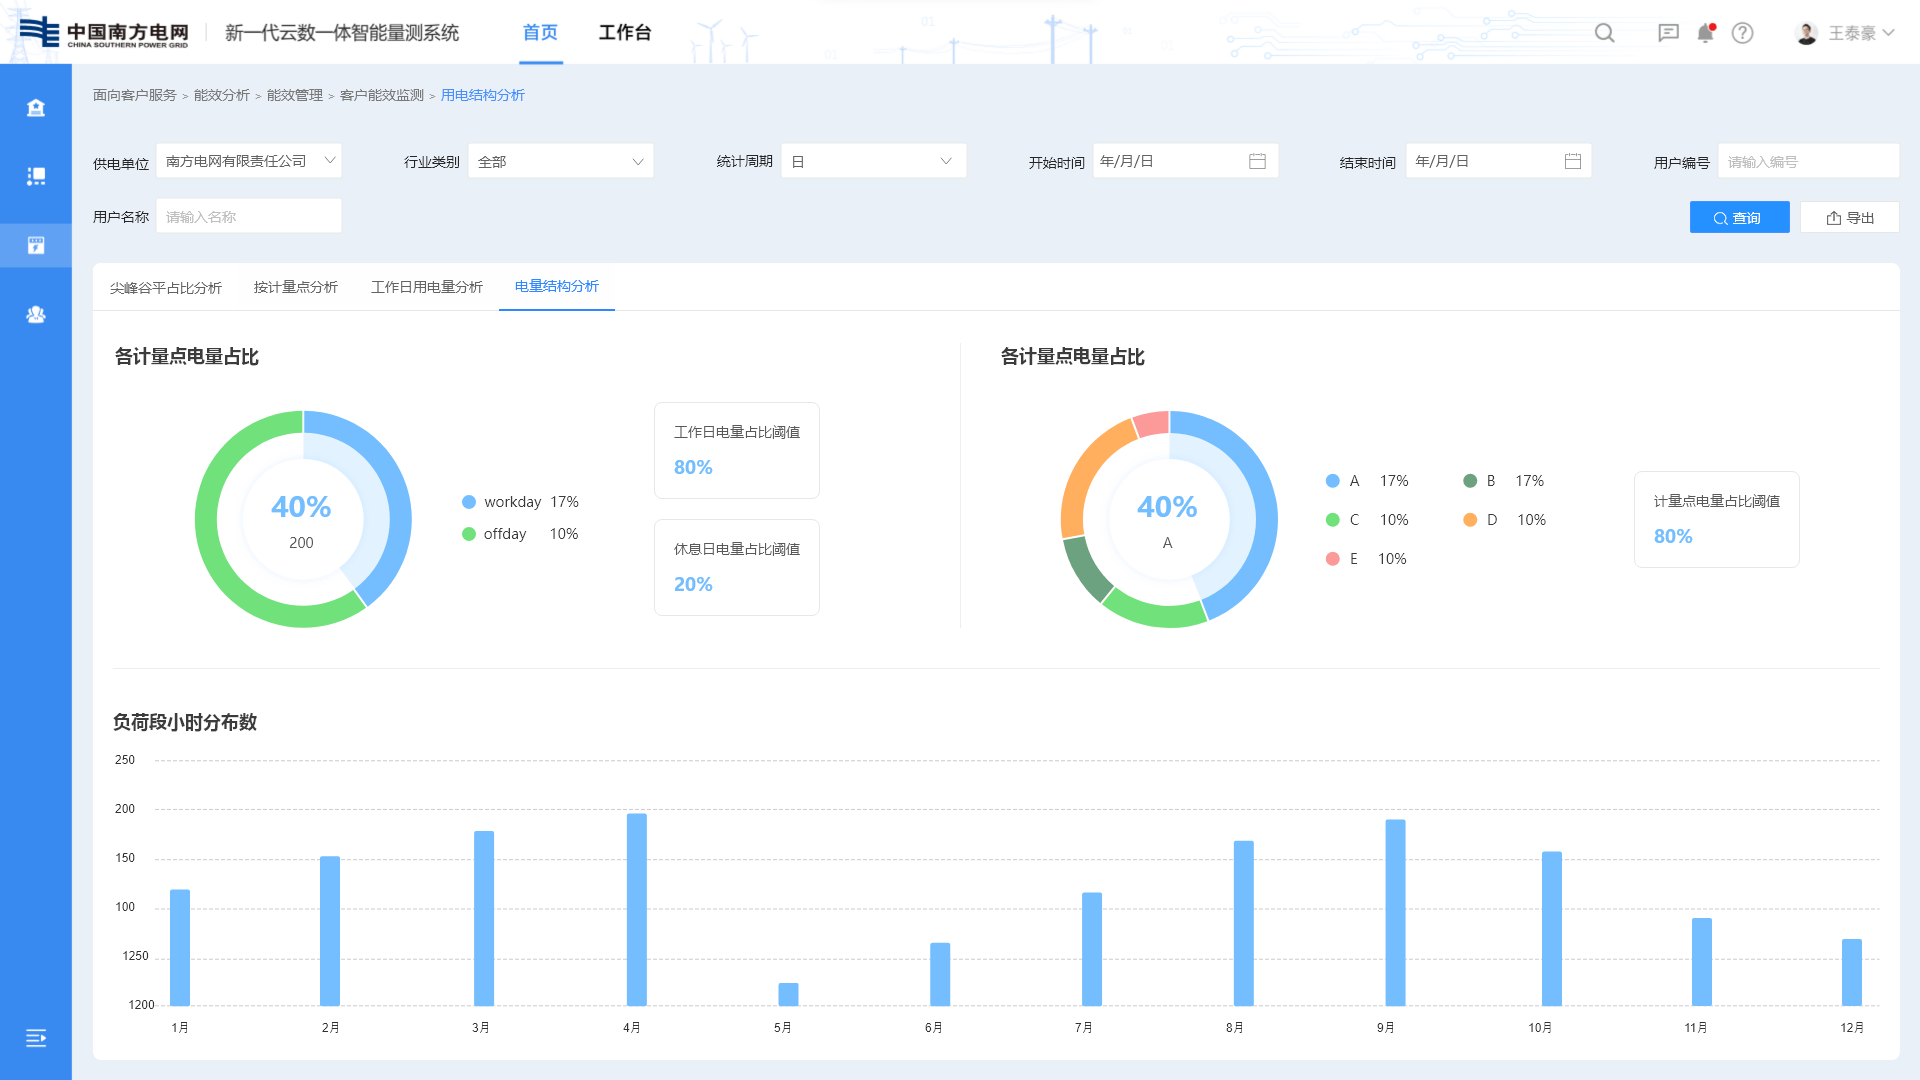 中国南方电网
CHINA SOUTHERN POWER GRID
新一代云数一体智能量测系统
首页
工作台
王泰豪
面向客户服务 > 能效分析 > 能效管理 > 客户能效监测 > 用电结构分析
供电单位 南方电网有限责任公司
行业类别 全部
统计周期 日
开始时间 年/月/日
结束时间 年/月/日
用户编号 请输入编号
用户名称 请输入名称
查询
导出
尖峰谷平占比分析
按计量点分析
工作日用电量分析
电量结构分析
各计量点电量占比
40%
200
workday 17%
offday 10%
工作日电量占比阈值
80%
休息日电量占比阈值
20%
各计量点电量占比
40%
A
A 17%
B 17%
C 10%
D 10%
E 10%
计量点电量占比阈值
80%
负荷段小时分布数
250
200
150
100
1250
1200
1月 2月 3月 4月 5月 6月 7月 8月 9月 10月 11月 12月
01
01
01